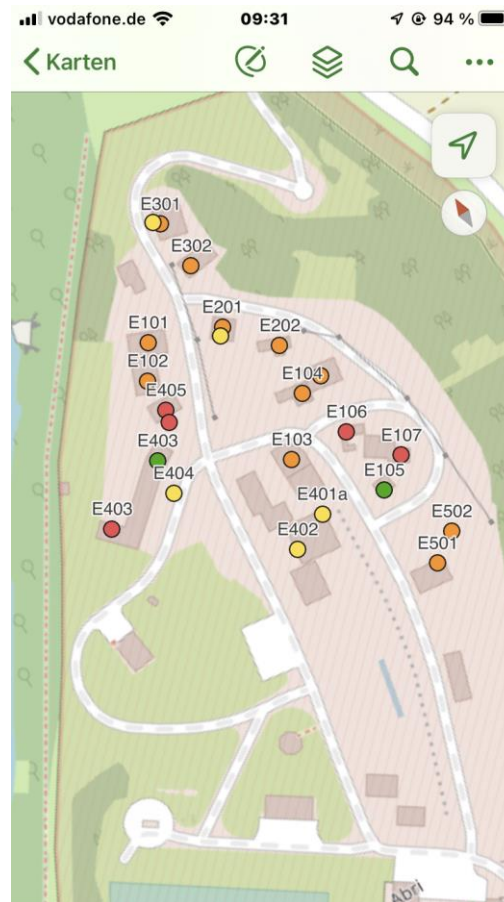 vodafone.de
09:31
94 %
Karten
E301
E302
E201
E202
E101
E102
E104
E405
E106
E403
E103
E107
E404
E105
E401a
E403
E402
E502
E501
Abri